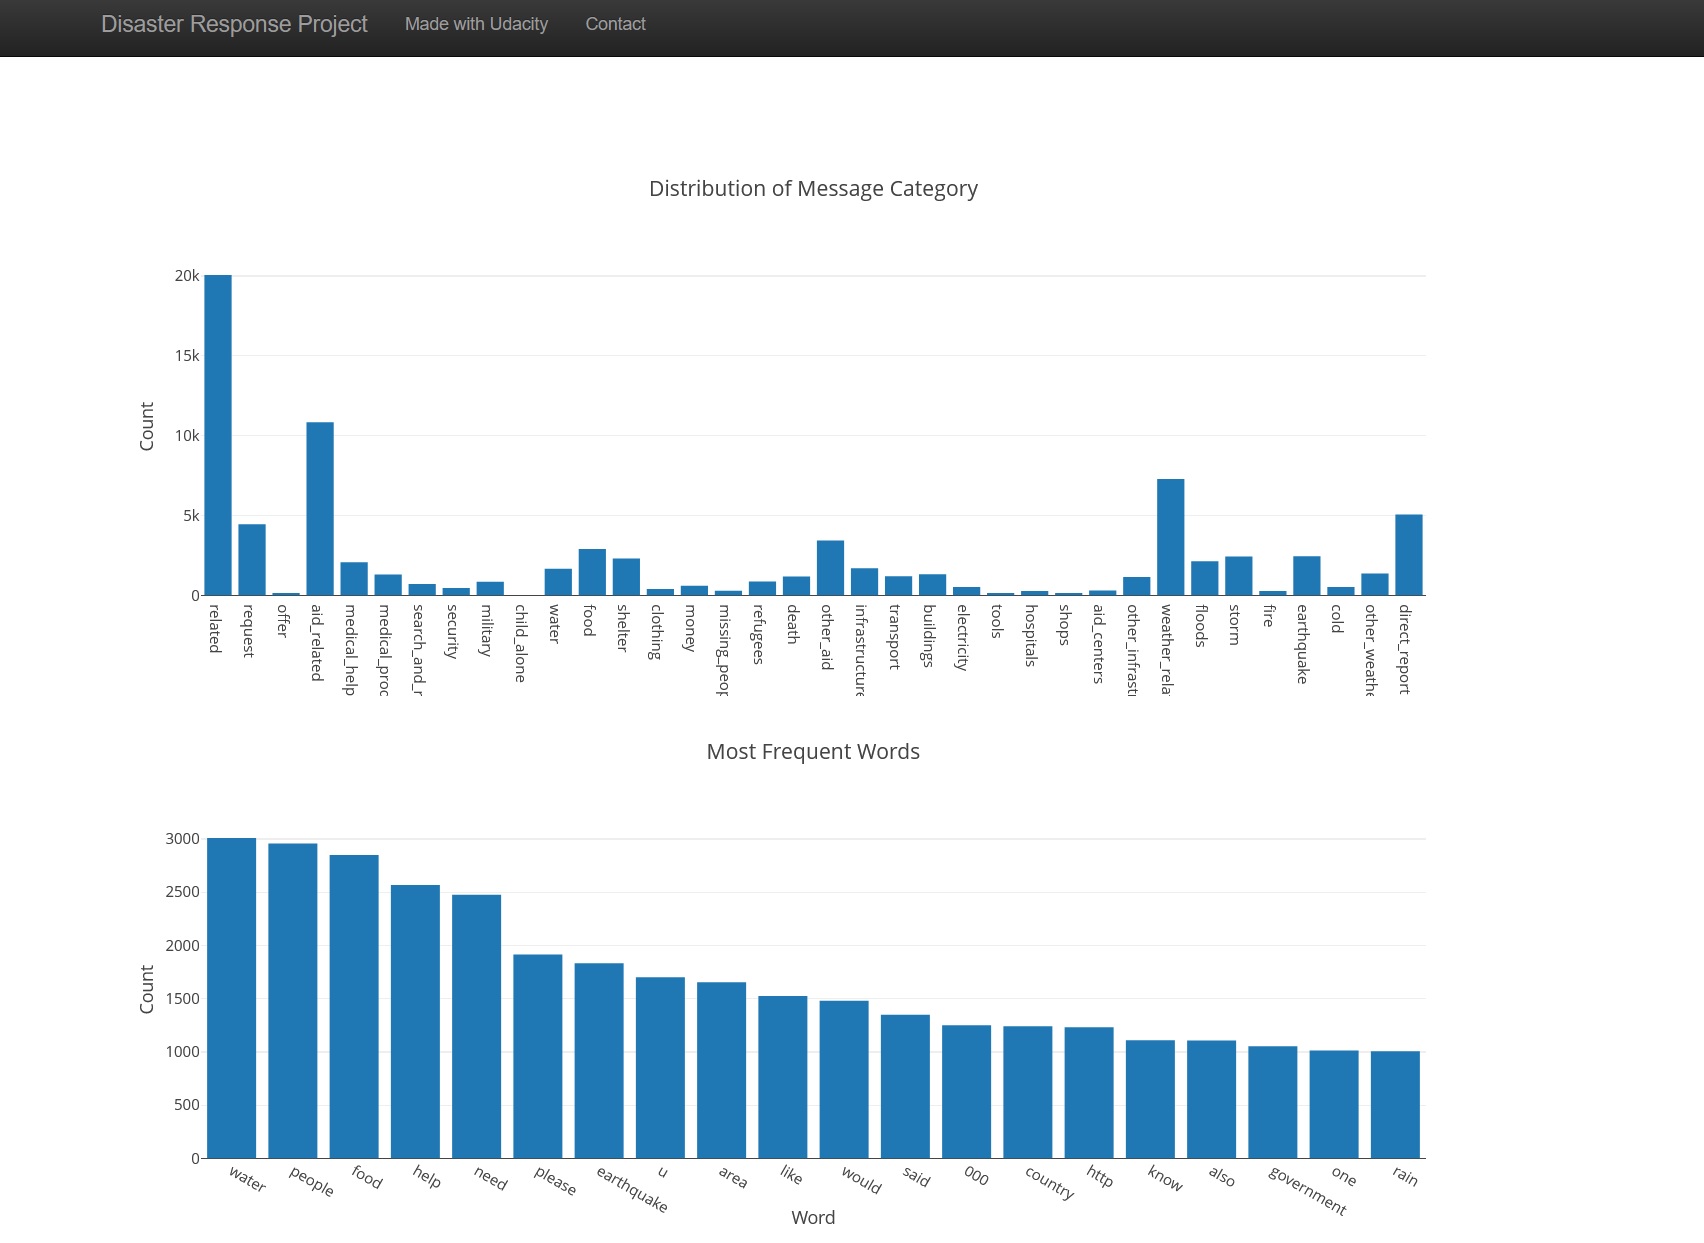 Disaster Response Project Made with Udacity Contact
Distribution of Message Category
Count
20k
15k
10k
5k
0
related
request
offer
aid_related
medical_help
medical_proc
search_and_r
security
military
child_alone
water
food
shelter
clothing
money
missing_peop
refugees
death
other_aid
infrastructure
transport
buildings
electricity
tools
hospitals
shops
aid_centers
other_infrastr
weather_rela
floods
storm
fire
earthquake
cold
other_weathe
direct_report
Most Frequent Words
Count
3000
2500
2000
1500
1000
500
0
water
people
food
help
need
please
earthquake
u
area
like
would
said
000
country
http
know
also
government
one
rain
Word